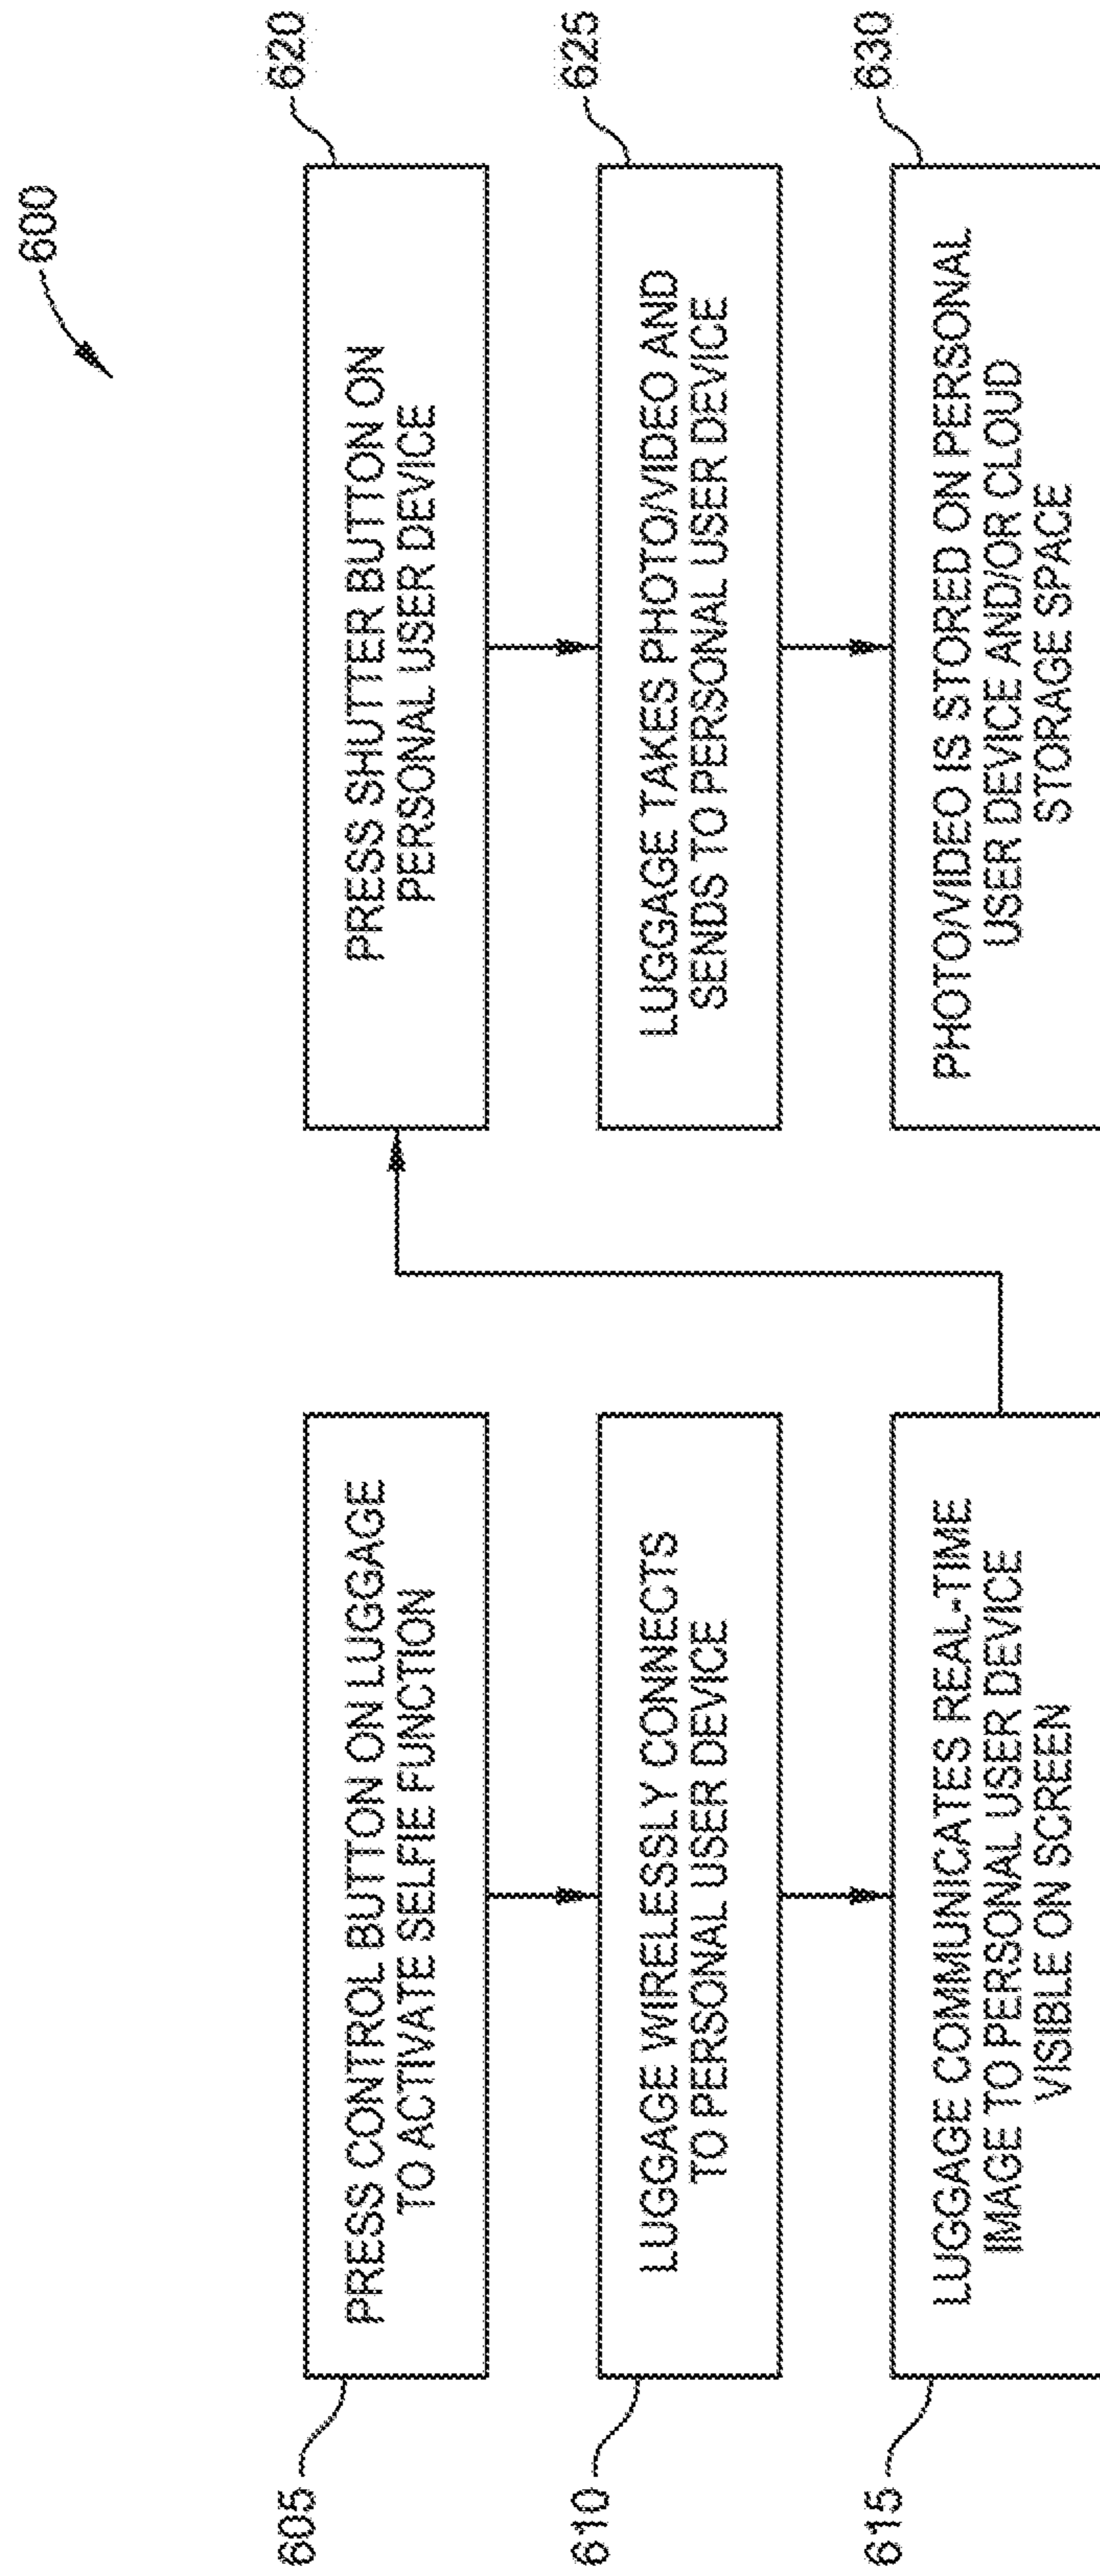 600
605
PRESS CONTROL BUTTON ON LUGGAGE
TO ACTIVATE SELFIE FUNCTION
610
LUGGAGE WIRELESSLY CONNECTS
TO PERSONAL USER DEVICE
615
LUGGAGE COMMUNICATES REAL-TIME
IMAGE TO PERSONAL USER DEVICE
VISIBLE ON SCREEN
620
PRESS SHUTTER BUTTON ON
PERSONAL USER DEVICE
625
LUGGAGE TAKES PHOTO/VIDEO AND
SENDS TO PERSONAL USER DEVICE
630
PHOTO/VIDEO IS STORED ON PERSONAL
USER DEVICE AND/OR CLOUD
STORAGE SPACE